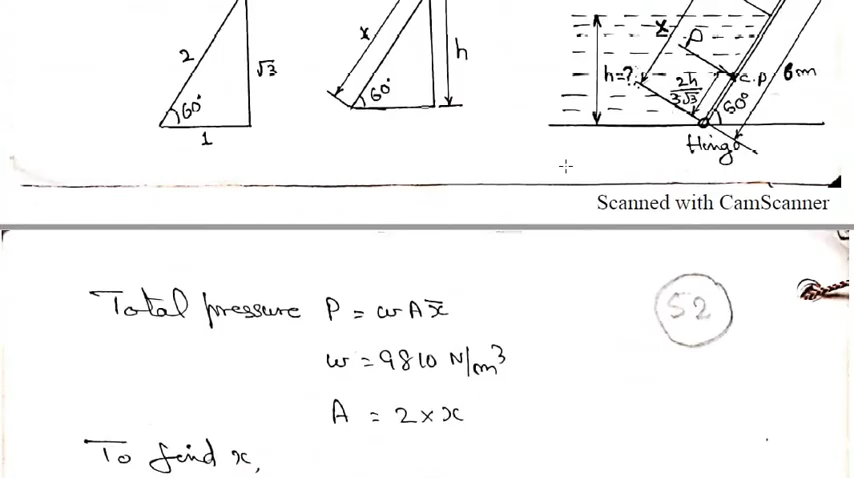 2
√3
60°
1
x
60°
h
x
P
h=?
2h
3√3
c.p
6m
60°
Hinge
Scanned with CamScanner
Total pressure P = w A x̄
52
w = 9810 N/m³
A = 2 × x
To find x,